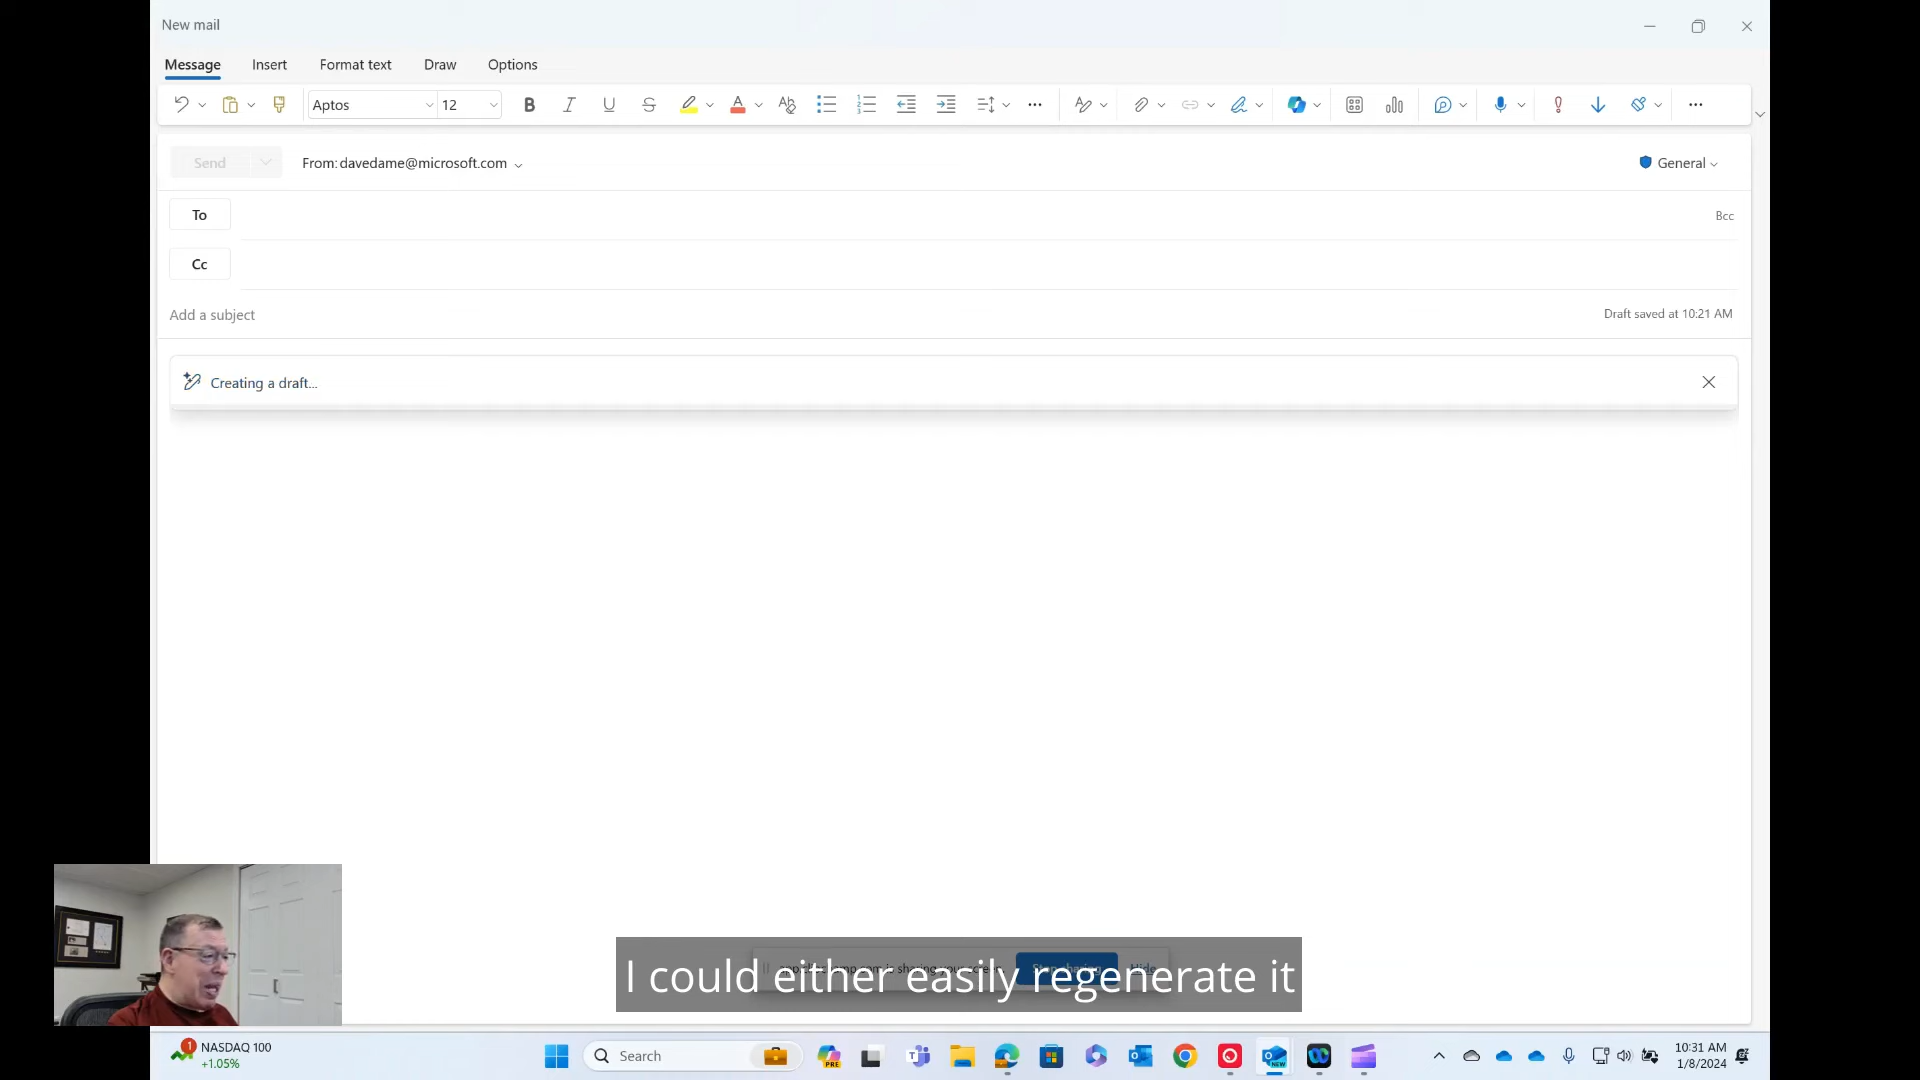 New mail
Message Insert Format text Draw Options
Aptos 12
Send From: davedame@microsoft.com General
To Bcc
Cc
Add a subject Draft saved at 10:21 AM
Creating a draft...
I could either easily regenerate it
NASDAQ 100
+1.05%
Search
10:31 AM
1/8/2024